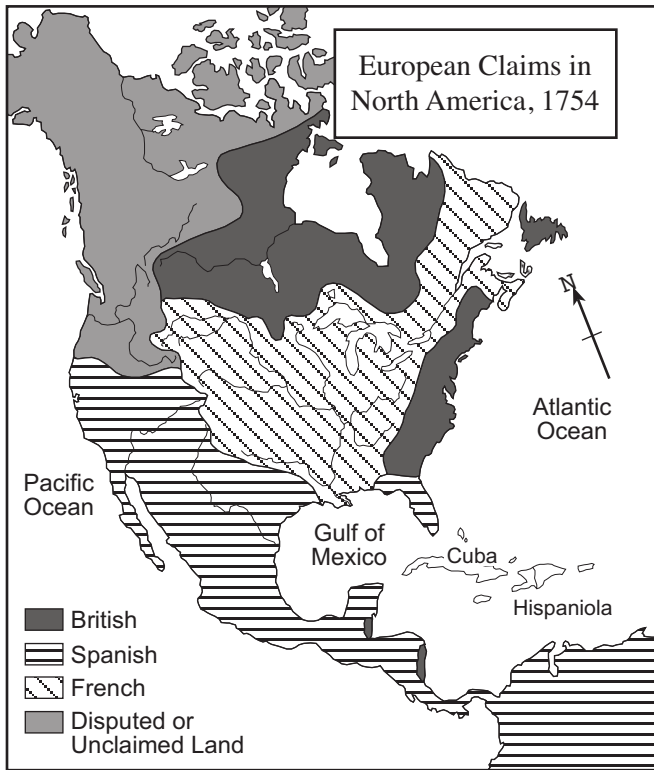 European Claims in
North America, 1754
N
Atlantic
Ocean
Pacific
Ocean
Gulf of
Mexico
Cuba
Hispaniola
British
Spanish
French
Disputed or
Unclaimed Land